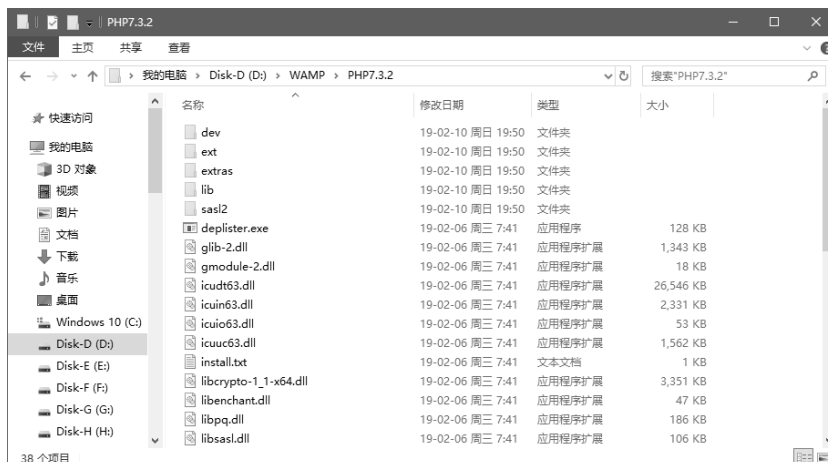 PHP7.3.2
文件 主页 共享 查看
我的电脑 › Disk-D (D:) › WAMP › PHP7.3.2 搜索"PHP7.3.2"
名称 修改日期 类型 大小
快速访问
我的电脑
3D 对象
视频
图片
文档
下载
音乐
桌面
Windows 10 (C:)
Disk-D (D:)
Disk-E (E:)
Disk-F (F:)
Disk-G (G:)
Disk-H (H:)
dev 19-02-10 周日 19:50 文件夹
ext 19-02-10 周日 19:50 文件夹
extras 19-02-10 周日 19:50 文件夹
lib 19-02-10 周日 19:50 文件夹
sasl2 19-02-10 周日 19:50 文件夹
deplister.exe 19-02-06 周三 7:41 应用程序 128 KB
glib-2.dll 19-02-06 周三 7:41 应用程序扩展 1,343 KB
gmodule-2.dll 19-02-06 周三 7:41 应用程序扩展 18 KB
icudt63.dll 19-02-06 周三 7:41 应用程序扩展 26,546 KB
icuin63.dll 19-02-06 周三 7:41 应用程序扩展 2,331 KB
icuio63.dll 19-02-06 周三 7:41 应用程序扩展 53 KB
icuuc63.dll 19-02-06 周三 7:41 应用程序扩展 1,562 KB
install.txt 19-02-06 周三 7:41 文本文档 1 KB
libcrypto-1_1-x64.dll 19-02-06 周三 7:41 应用程序扩展 3,351 KB
libenchant.dll 19-02-06 周三 7:41 应用程序扩展 47 KB
libpq.dll 19-02-06 周三 7:41 应用程序扩展 186 KB
libsasl.dll 19-02-06 周三 7:41 应用程序扩展 106 KB
38 个项目